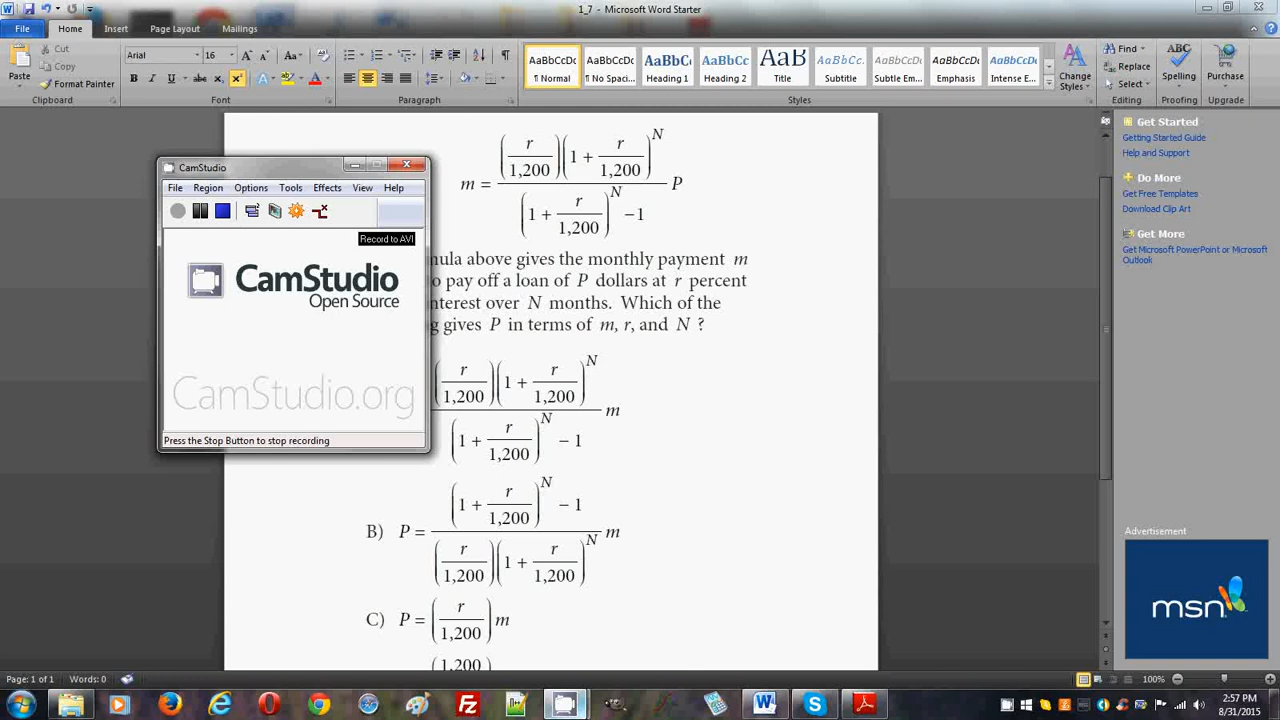 1_7 - Microsoft Word Starter
File Home Insert Page Layout Mailings
Paste
Cut
Copy
Format Painter
Clipboard
Arial 16
Font
Paragraph
AaBbCcDc AaBbCcDc AaBbC AaBbCc AaB AaBbCc. AaBbCcDc AaBbCcDc AaBbCcDc
¶ Normal ¶ No Spaci... Heading 1 Heading 2 Title Subtitle Subtle Em... Emphasis Intense E...
Change Styles
Styles
Find
Replace
Select
Editing
ABC
Spelling
Proofing
Purchase
Upgrade
m = (r/1,200)(1 + r/1,200)^N / ((1 + r/1,200)^N − 1) P
nula above gives the monthly payment m
to pay off a loan of P dollars at r percent
interest over N months. Which of the
g gives P in terms of m, r, and N ?
(r/1,200)(1 + r/1,200)^N / ((1 + r/1,200)^N − 1) m
B) P = ((1 + r/1,200)^N − 1) / ((r/1,200)(1 + r/1,200)^N) m
C) P = (r/1,200) m
(1,200)
CamStudio
File Region Options Tools Effects View Help
Record to AVI
CamStudio
Open Source
CamStudio.org
Press the Stop Button to stop recording
Get Started
Getting Started Guide
Help and Support
Do More
Get Free Templates
Download Clip Art
Get More
Get Microsoft PowerPoint or Microsoft
Outlook
Advertisement
msn
Page: 1 of 1 Words: 0
100%
2:57 PM
8/31/2015